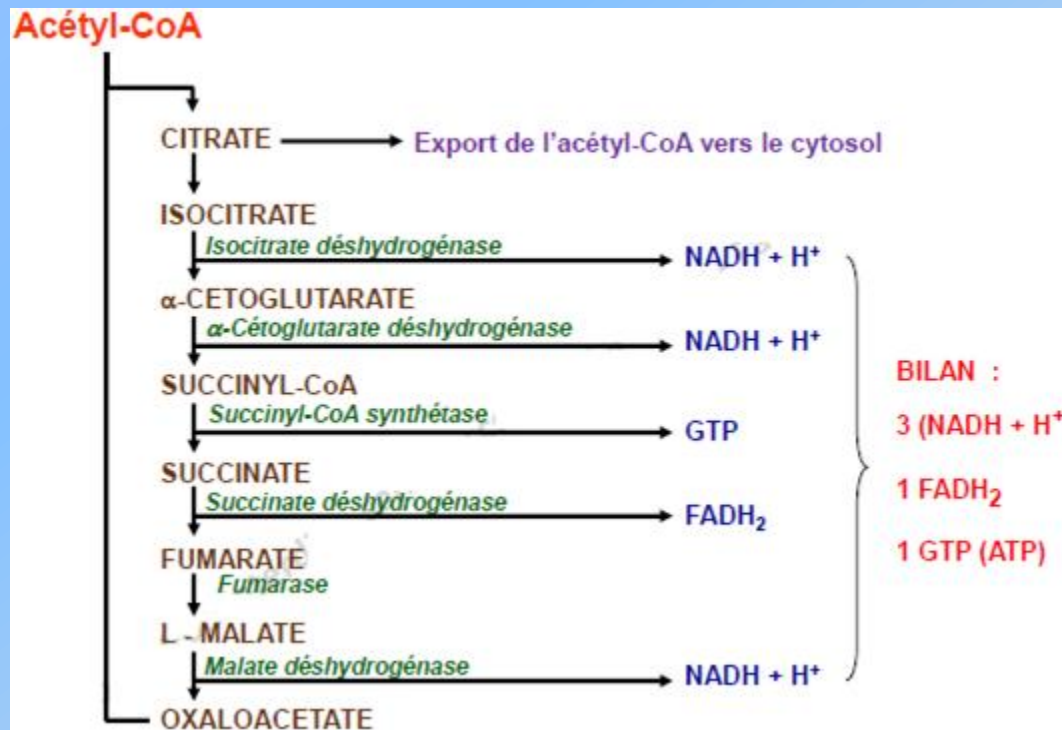 Acétyl-CoA
CITRATE
Export de l'acétyl-CoA vers le cytosol
ISOCITRATE
Isocitrate déshydrogénase
NADH + H⁺
α-CETOGLUTARATE
α-Cétoglutarate déshydrogénase
NADH + H⁺
SUCCINYL-CoA
Succinyl-CoA synthétase
GTP
SUCCINATE
Succinate déshydrogénase
FADH₂
FUMARATE
Fumarase
L - MALATE
Malate déshydrogénase
NADH + H⁺
OXALOACETATE
BILAN :
3 (NADH + H⁺
1 FADH₂
1 GTP (ATP)